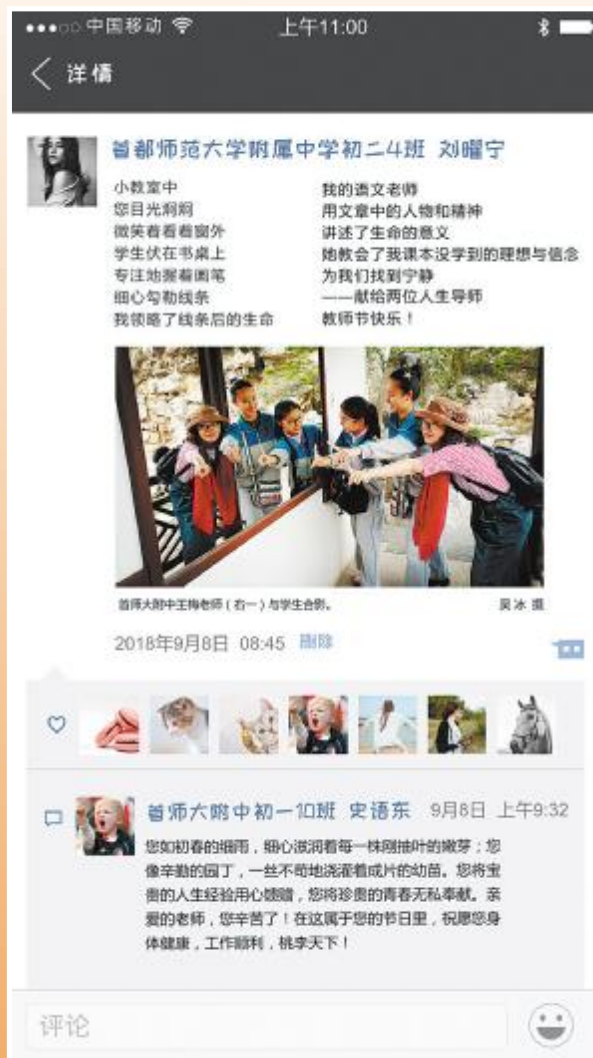 中国移动
上午11:00
详情
首都师范大学附属中学初二4班 刘曜宁
小教室中
您目光炯炯
微笑着看着窗外
学生伏在书桌上
专注地握着画笔
细心勾勒线条
我领略了线条后的生命
我的语文老师
用文章中的人物和精神
讲述了生命的意义
她教会了我课本没学到的理想与信念
为我们找到宁静
——献给两位人生导师
教师节快乐！
首师大附中王梅老师（右一）与学生合影。
吴冰 摄
2018年9月8日 08:45 删除
首师大附中初一10班 史语东 9月8日 上午9:32
您如初春的细雨，细心滋润着每一株刚抽叶的嫩芽；您
像辛勤的园丁，一丝不苟地浇灌着成片的幼苗。您将宝
贵的人生经验用心馈赠，您将珍贵的青春无私奉献。亲
爱的老师，您辛苦了！在这属于您的节日里，祝愿您身
体健康，工作顺利，桃李天下！
评论